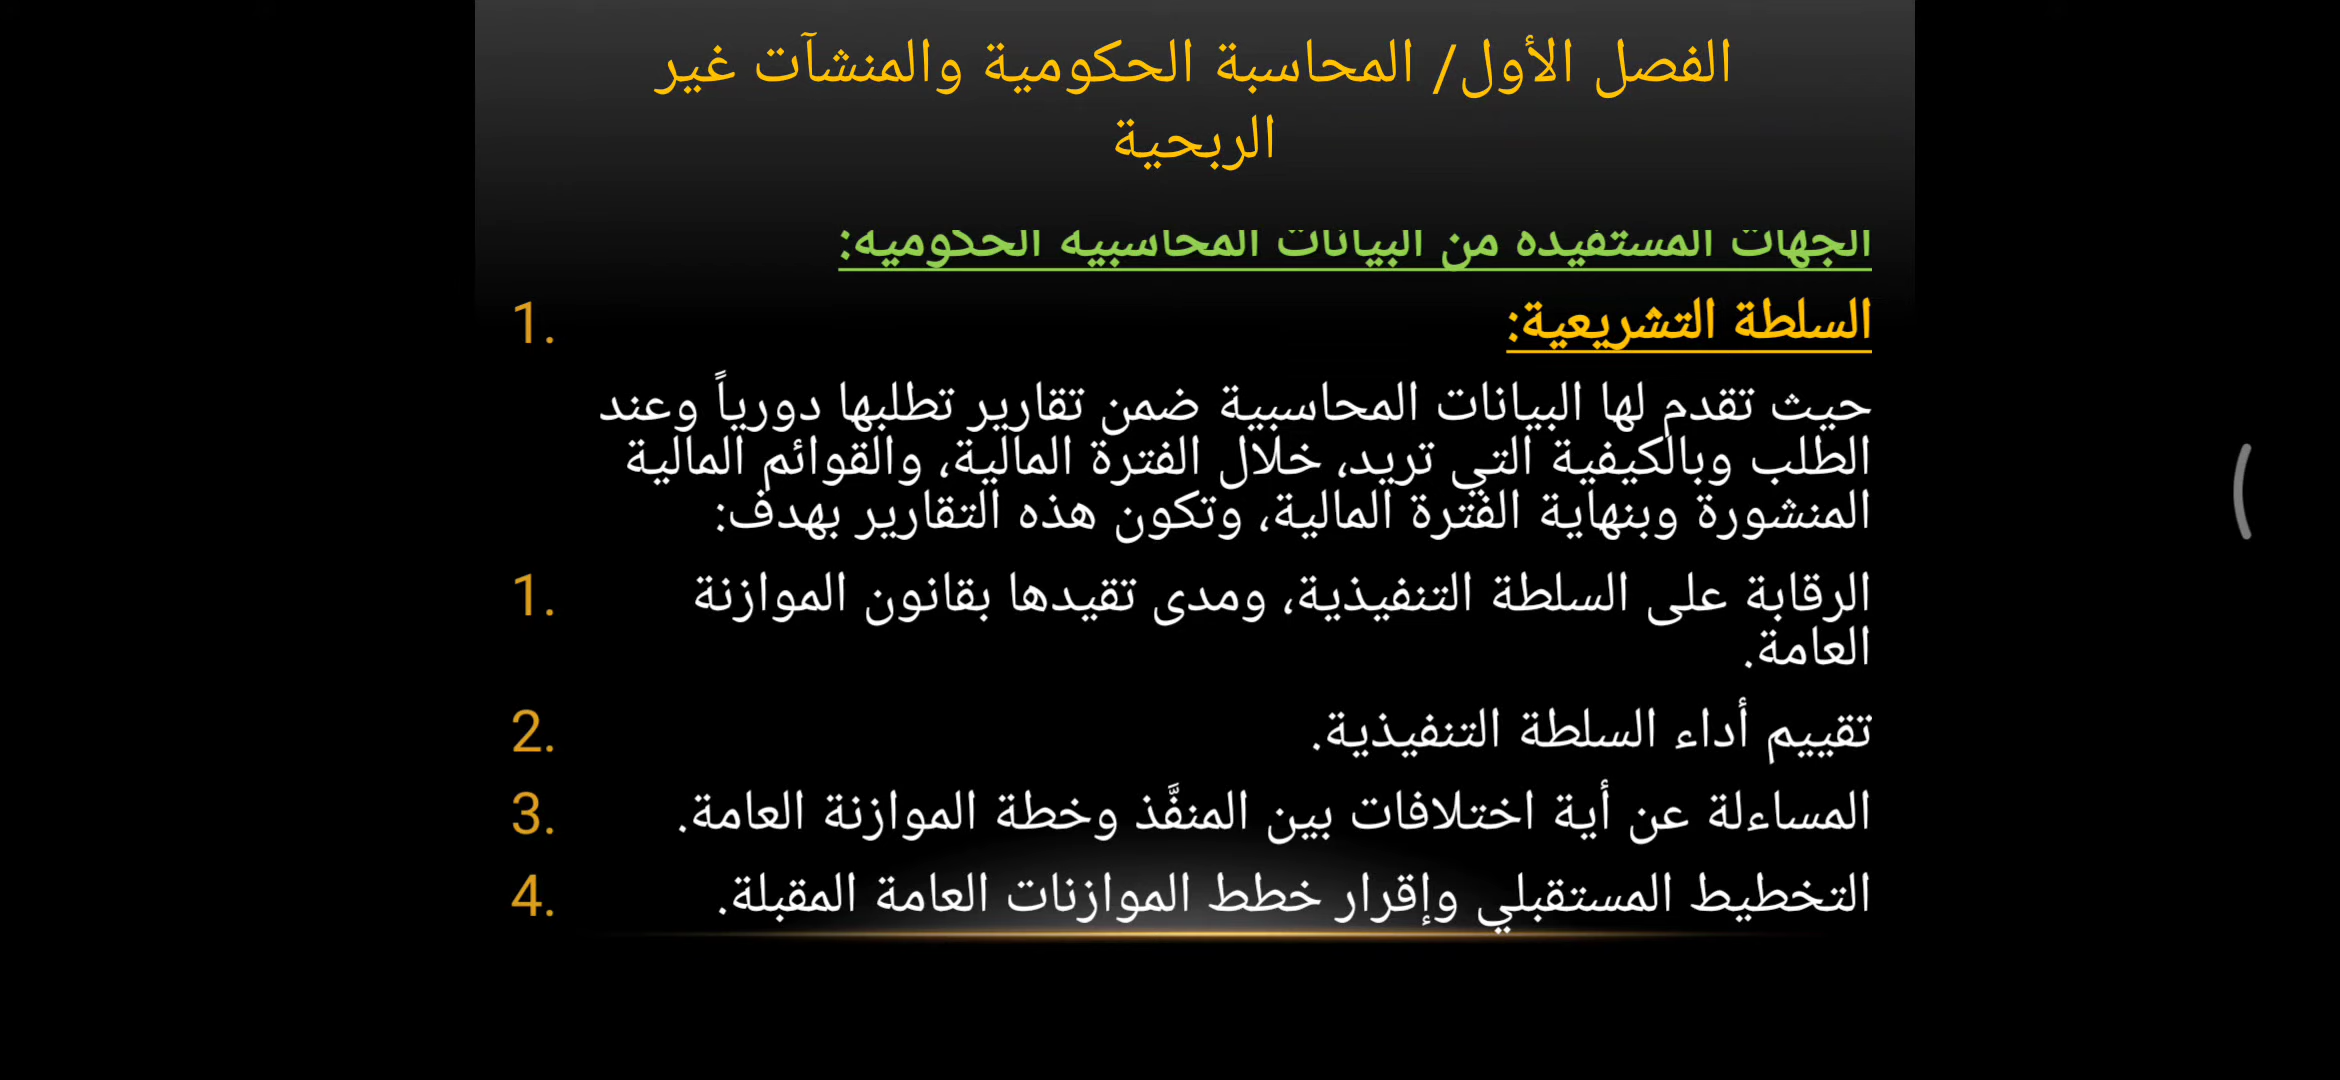 الفصل الأول/ المحاسبة الحكومية والمنشآت غير
الربحية
الجهات المستفيدة من البيانات المحاسبية الحكومية:
1. السلطة التشريعية:
حيث تقدم لها البيانات المحاسبية ضمن تقارير تطلبها دورياً وعند
الطلب وبالكيفية التي تريد، خلال الفترة المالية، والقوائم المالية
المنشورة وبنهاية الفترة المالية، وتكون هذه التقارير بهدف:
1. الرقابة على السلطة التنفيذية، ومدى تقيدها بقانون الموازنة
العامة.
2. تقييم أداء السلطة التنفيذية.
3. المساءلة عن أية اختلافات بين المنفَّذ وخطة الموازنة العامة.
4. التخطيط المستقبلي وإقرار خطط الموازنات العامة المقبلة.